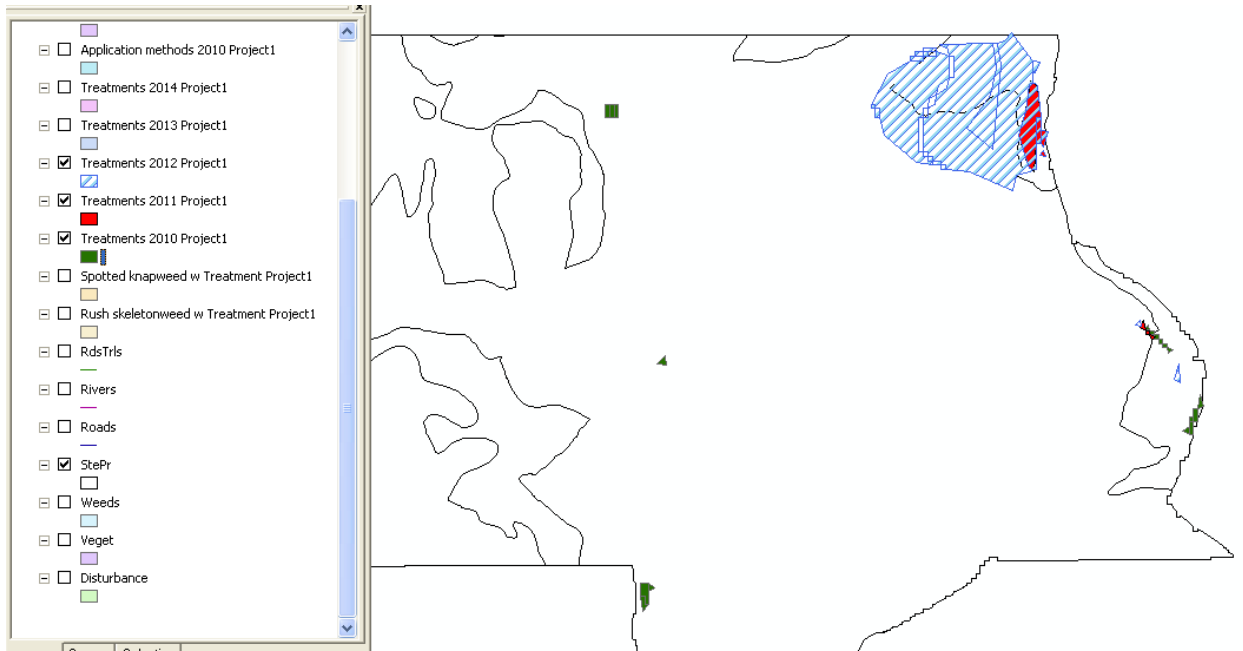 Application methods 2010 Project1
Treatments 2014 Project1
Treatments 2013 Project1
Treatments 2012 Project1
Treatments 2011 Project1
Treatments 2010 Project1
Spotted knapweed w Treatment Project1
Rush skeletonweed w Treatment Project1
RdsTrls
Rivers
Roads
StePr
Weeds
Veget
Disturbance